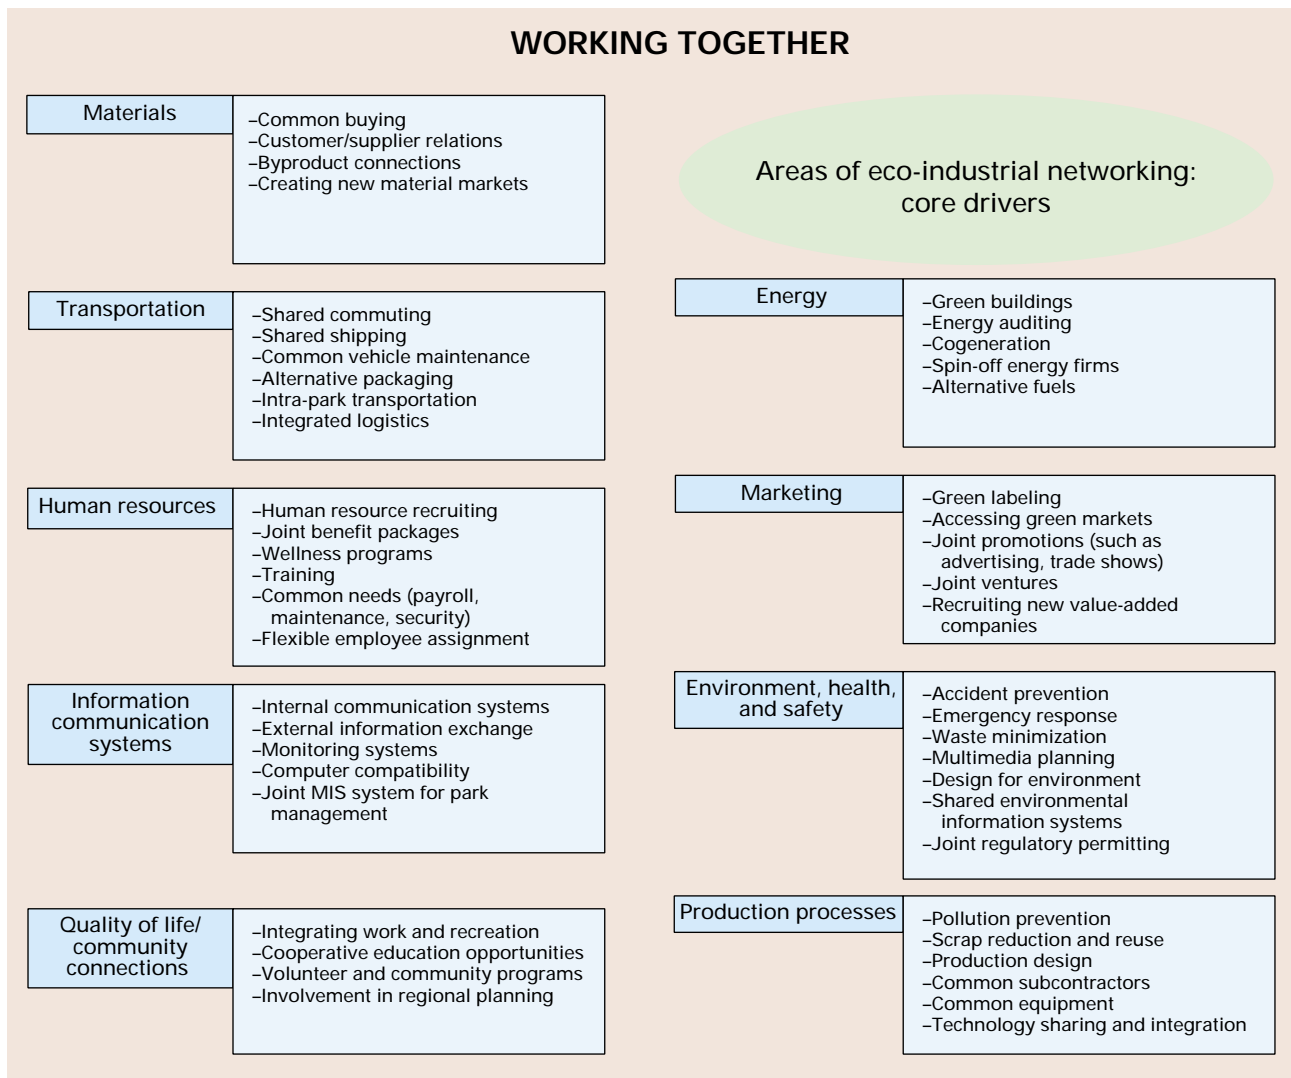 WORKING TOGETHER
Materials
–Common buying
–Customer/supplier relations
–Byproduct connections
–Creating new material markets
Transportation
–Shared commuting
–Shared shipping
–Common vehicle maintenance
–Alternative packaging
–Intra-park transportation
–Integrated logistics
Human resources
–Human resource recruiting
–Joint benefit packages
–Wellness programs
–Training
–Common needs (payroll,
maintenance, security)
–Flexible employee assignment
Information
communication
systems
–Internal communication systems
–External information exchange
–Monitoring systems
–Computer compatibility
–Joint MIS system for park
management
Quality of life/
community
connections
–Integrating work and recreation
–Cooperative education opportunities
–Volunteer and community programs
–Involvement in regional planning
Areas of eco-industrial networking:
core drivers
Energy
–Green buildings
–Energy auditing
–Cogeneration
–Spin-off energy firms
–Alternative fuels
Marketing
–Green labeling
–Accessing green markets
–Joint promotions (such as
advertising, trade shows)
–Joint ventures
–Recruiting new value-added
companies
Environment, health,
and safety
–Accident prevention
–Emergency response
–Waste minimization
–Multimedia planning
–Design for environment
–Shared environmental
information systems
–Joint regulatory permitting
Production processes
–Pollution prevention
–Scrap reduction and reuse
–Production design
–Common subcontractors
–Common equipment
–Technology sharing and integration